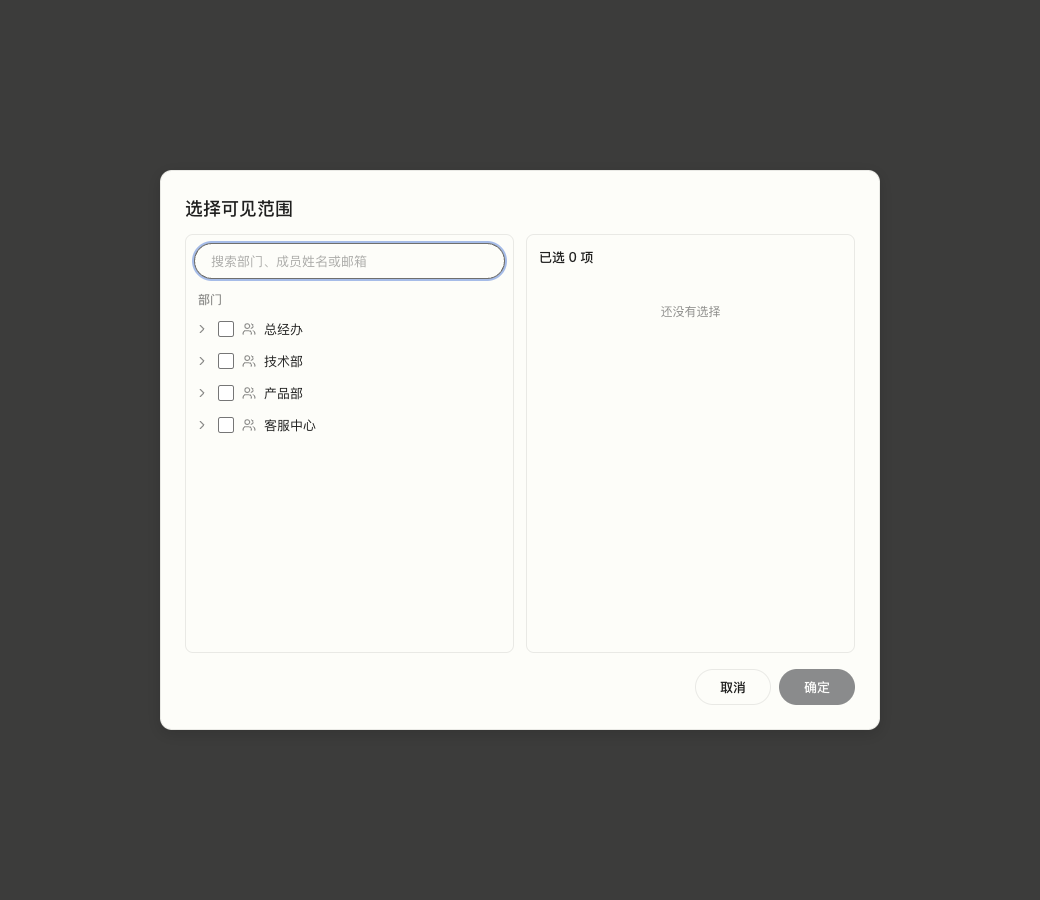 选择可见范围
搜索部门、成员姓名或邮箱
部门
总经办
技术部
产品部
客服中心
已选 0 项
还没有选择
取消
确定